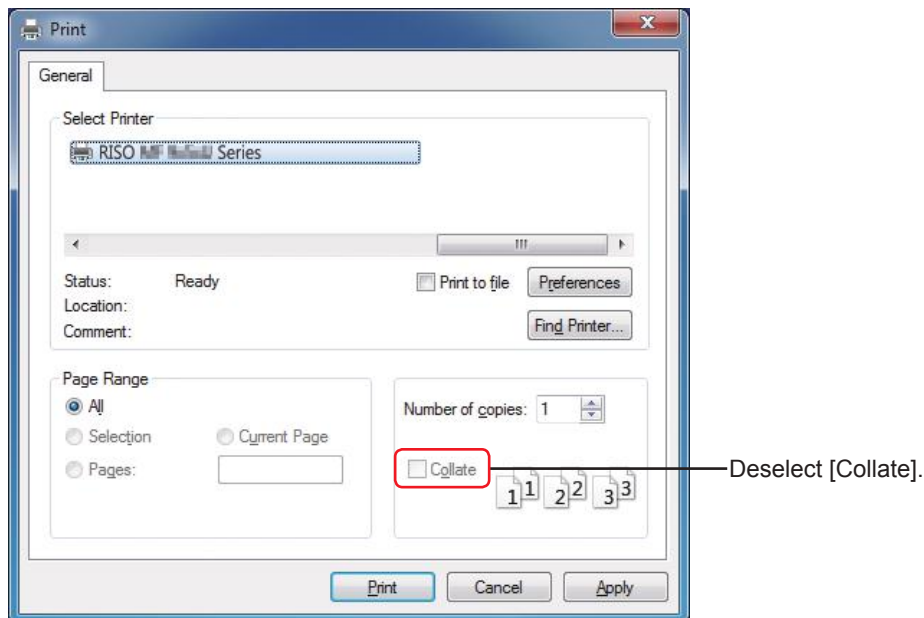 Print
General
Select Printer
RISO Series
Status: Ready
Print to file
Preferences
Location:
Comment:
Find Printer...
Page Range
All
Selection
Current Page
Pages:
Number of copies: 1
Collate
1 1 2 2 3 3
Deselect [Collate].
Print
Cancel
Apply